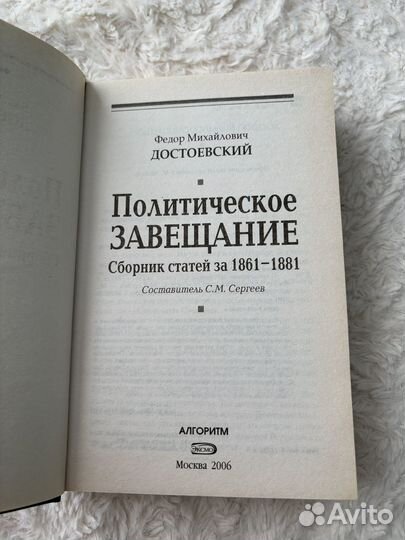 Федор Михайлович
ДОСТОЕВСКИЙ
Политическое
ЗАВЕЩАНИЕ
Сборник статей за 1861–1881
Составитель С.М. Сергеев
АЛГОРИТМ
ЭКСМО
Москва 2006
Avito